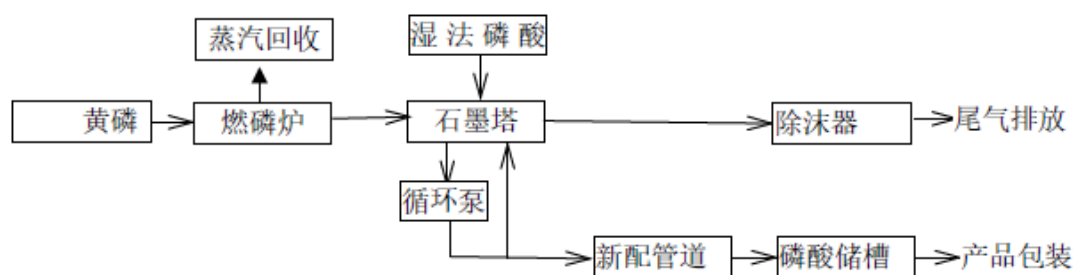 蒸汽回收
湿法磷酸
黄磷
燃磷炉
石墨塔
除沫器
尾气排放
循环泵
新配管道
磷酸储槽
产品包装